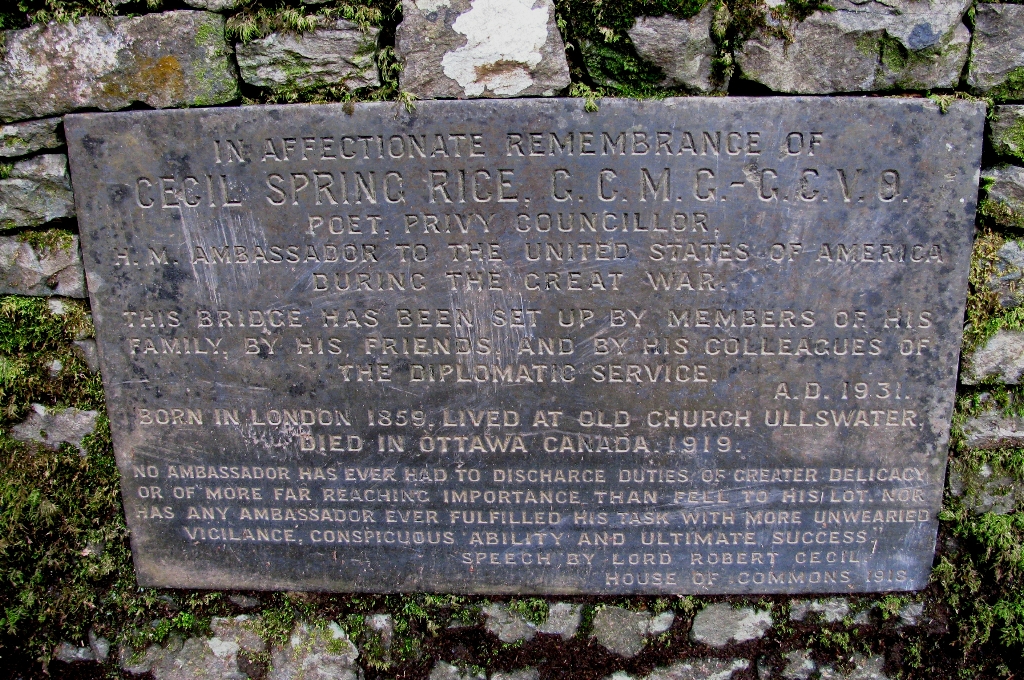 IN AFFECTIONATE REMEMBRANCE OF
CECIL SPRING RICE, G.C.M.G.-G.C.V.O.
POET. PRIVY COUNCILLOR,
H.M. AMBASSADOR TO THE UNITED STATES OF AMERICA
DURING THE GREAT WAR.
THIS BRIDGE HAS BEEN SET UP BY MEMBERS OF HIS
FAMILY, BY HIS, FRIENDS, AND BY HIS COLLEAGUES OF
THE DIPLOMATIC SERVICE.
A.D. 1931.
BORN IN LONDON 1859, LIVED AT OLD CHURCH ULLSWATER,
DIED IN OTTAWA CANADA. 1919.
NO AMBASSADOR HAS EVER HAD TO DISCHARGE DUTIES OF GREATER DELICACY
OR OF MORE FAR REACHING IMPORTANCE, THAN FELL TO HIS LOT. NOR
HAS ANY AMBASSADOR EVER FULFILLED HIS TASK WITH MORE UNWEARIED
VIGILANCE, CONSPICUOUS ABILITY AND ULTIMATE SUCCESS,
SPEECH BY LORD ROBERT CECIL.
HOUSE OF COMMONS 1918.